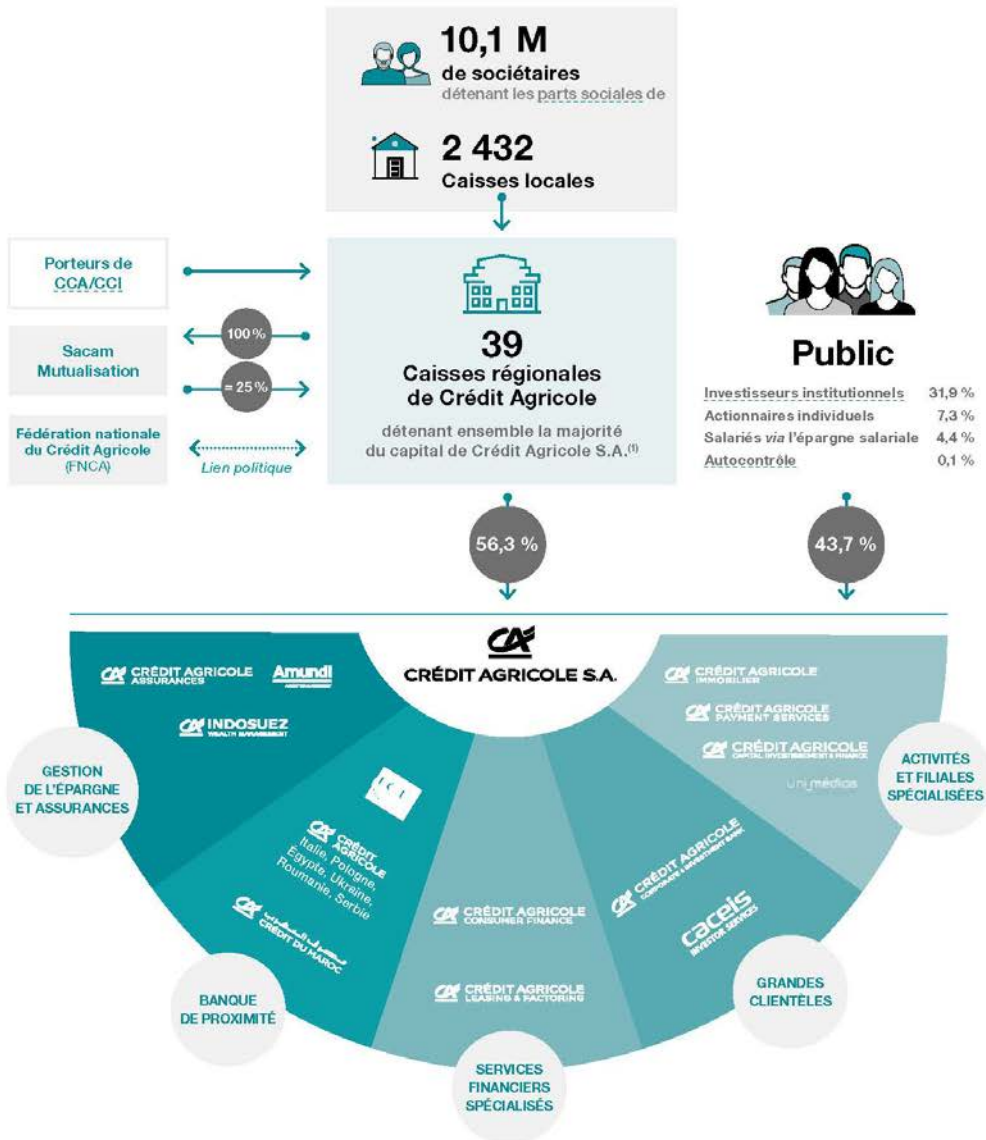 10,1 M
de sociétaires
détenant les parts sociales de
2 432
Caisses locales
Porteurs de
CCA/CCI
Sacam
Mutualisation
Fédération nationale
du Crédit Agricole
(FNCA)
100 %
= 25 %
Lien politique
39
Caisses régionales
de Crédit Agricole
détenant ensemble la majorité
du capital de Crédit Agricole S.A.(1)
Public
Investisseurs institutionnels 31,9 %
Actionnaires individuels 7,3 %
Salariés via l'épargne salariale 4,4 %
Autocontrôle 0,1 %
56,3 %
43,7 %
CRÉDIT AGRICOLE S.A.
CRÉDIT AGRICOLE
ASSURANCES
Amundi
INDOSUEZ
WEALTH MANAGEMENT
GESTION
DE L'ÉPARGNE
ET ASSURANCES
LCL
CRÉDIT
AGRICOLE
Italie, Pologne,
Égypte, Ukraine,
Roumanie, Serbie
CRÉDIT DU MAROC
BANQUE
DE PROXIMITÉ
CRÉDIT AGRICOLE
CONSUMER FINANCE
CRÉDIT AGRICOLE
LEASING & FACTORING
SERVICES
FINANCIERS
SPÉCIALISÉS
CRÉDIT AGRICOLE
CORPORATE & INVESTMENT BANK
caceis
INVESTOR SERVICES
GRANDES
CLIENTÈLES
CRÉDIT AGRICOLE
IMMOBILIER
CRÉDIT AGRICOLE
PAYMENT SERVICES
CRÉDIT AGRICOLE
CAPITAL INVESTISSEMENT & FINANCE
uni médias
ACTIVITÉS
ET FILIALES
SPÉCIALISÉES